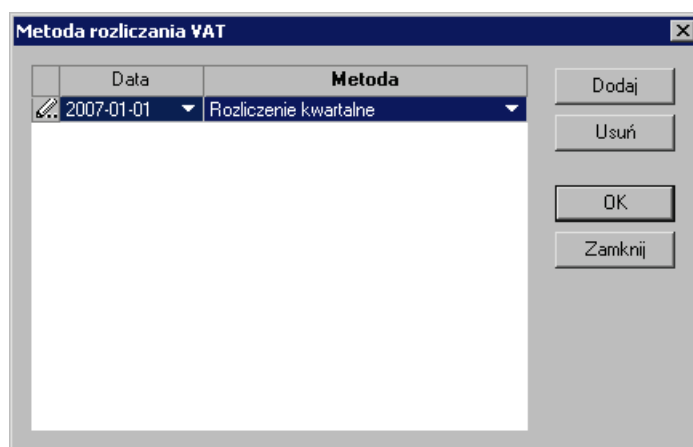 Metoda rozliczania VAT
Data Metoda
2007-01-01 Rozliczenie kwartalne
Dodaj
Usuń
OK
Zamknij